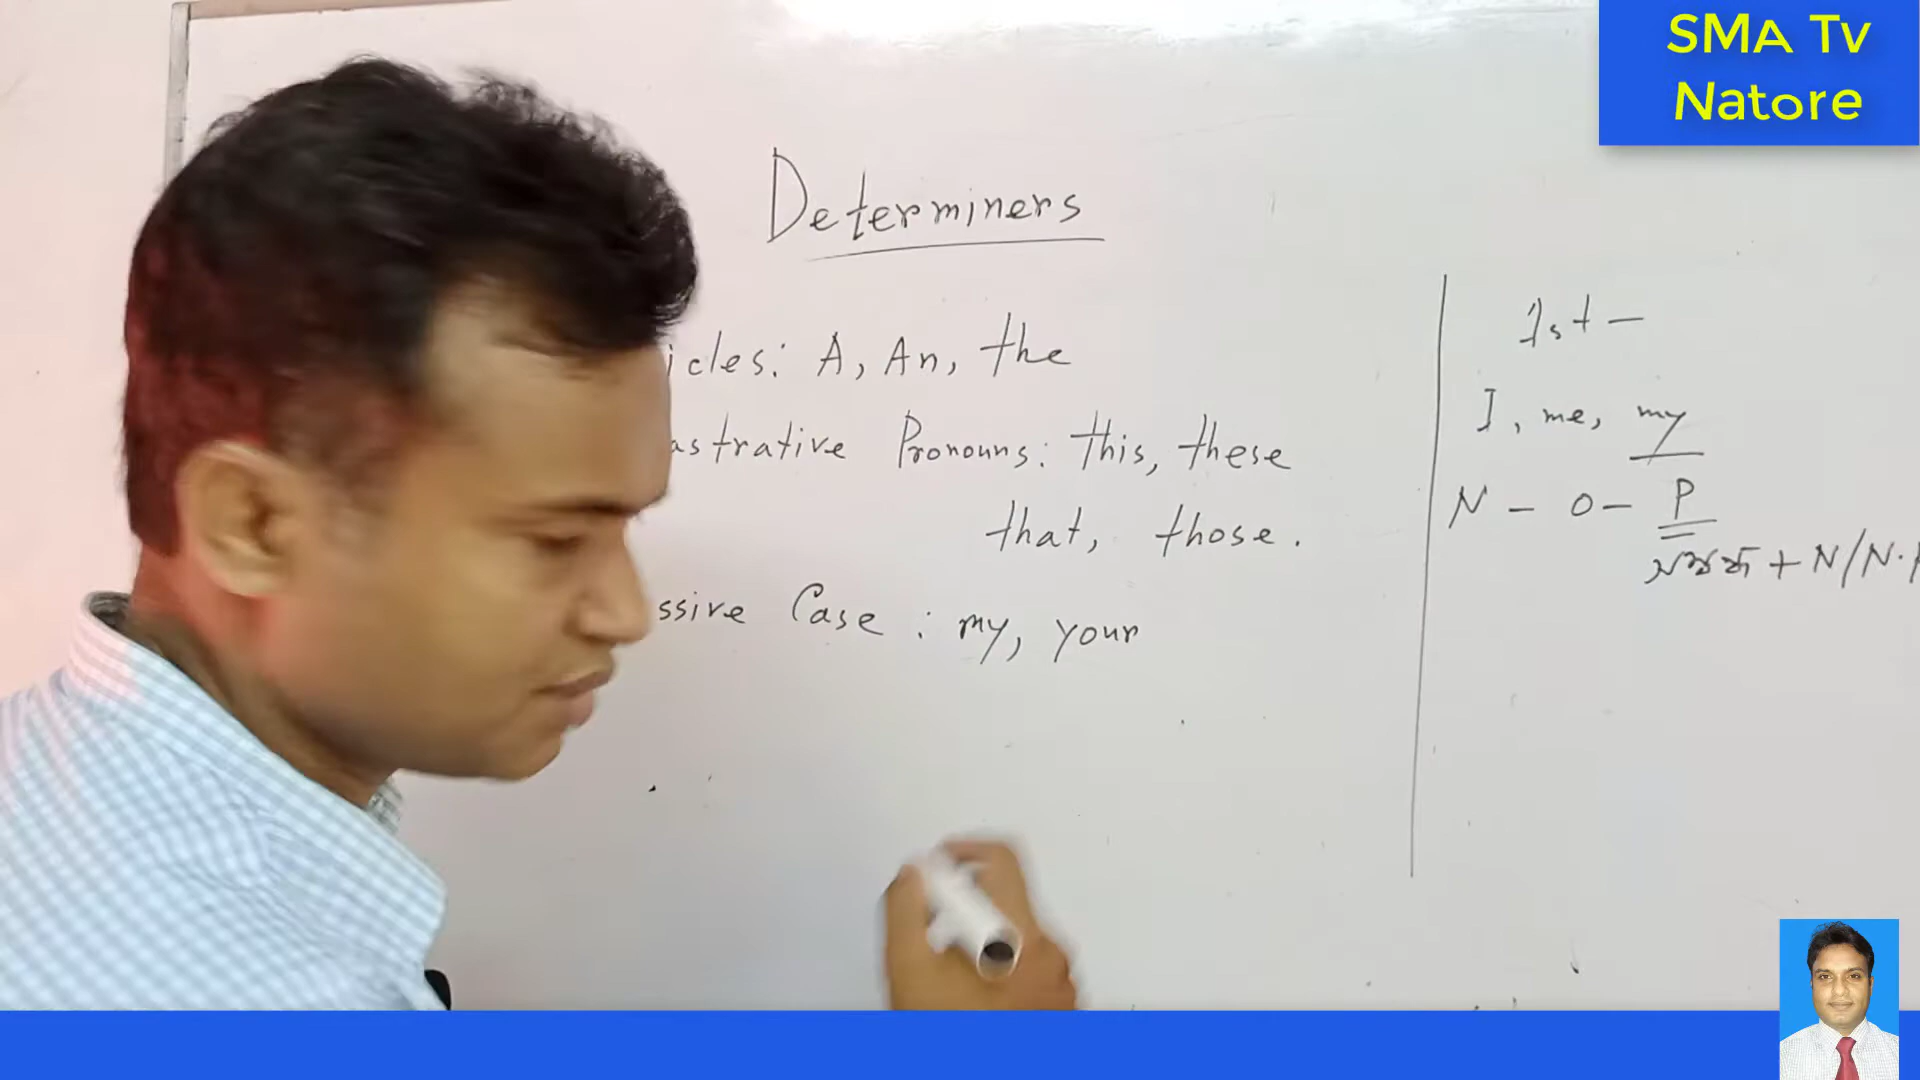 SMA Tv
Natore
Determiners
icles: A, An, the
astrative Pronouns: this, these
that, those.
ssive Case : my, your
1st —
I, me, my
N – O – P
+ N/N.